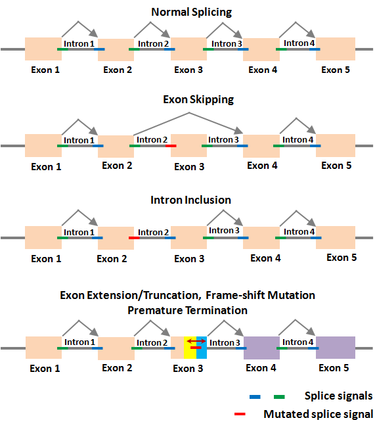 Normal Splicing
Intron 1 Intron 2 Intron 3 Intron 4
Exon 1 Exon 2 Exon 3 Exon 4 Exon 5
Exon Skipping
Intron 1 Intron 2 Intron 3 Intron 4
Exon 1 Exon 2 Exon 3 Exon 4 Exon 5
Intron Inclusion
Intron 1 Intron 2 Intron 3 Intron 4
Exon 1 Exon 2 Exon 3 Exon 4 Exon 5
Exon Extension/Truncation, Frame-shift Mutation
Premature Termination
Intron 1 Intron 2 Intron 3 Intron 4
Exon 1 Exon 2 Exon 3 Exon 4 Exon 5
Splice signals
Mutated splice signal